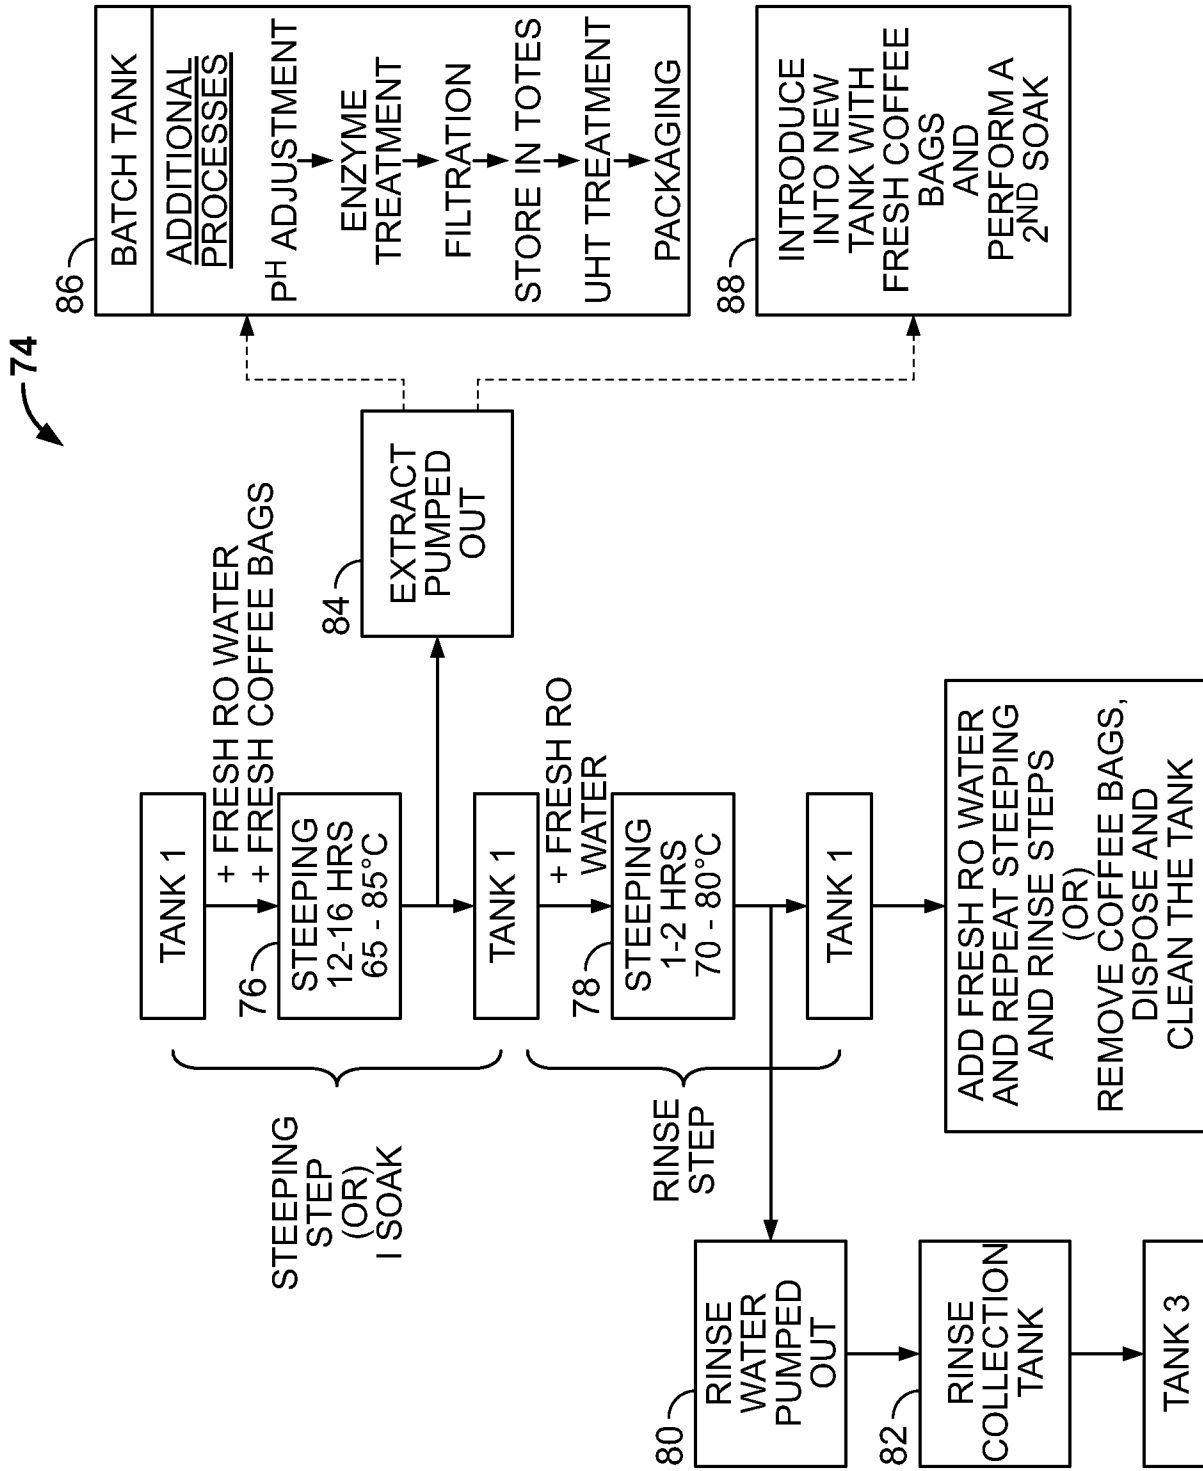 74
TANK 1
+ FRESH RO WATER
+ FRESH COFFEE BAGS
76
STEEPING
12-16 HRS
65 - 85°C
STEEPING
STEP
(OR)
I SOAK
TANK 1
+ FRESH RO
WATER
78
STEEPING
1-2 HRS
70 - 80°C
RINSE
STEP
TANK 1
ADD FRESH RO WATER
AND REPEAT STEEPING
AND RINSE STEPS
(OR)
REMOVE COFFEE BAGS,
DISPOSE AND
CLEAN THE TANK
80
RINSE
WATER
PUMPED
OUT
82
RINSE
COLLECTION
TANK
TANK 3
84
EXTRACT
PUMPED
OUT
86
BATCH TANK
ADDITIONAL
PROCESSES
PH ADJUSTMENT
ENZYME
TREATMENT
FILTRATION
STORE IN TOTES
UHT TREATMENT
PACKAGING
88
INTRODUCE
INTO NEW
TANK WITH
FRESH COFFEE
BAGS
AND
PERFORM A
2ND SOAK